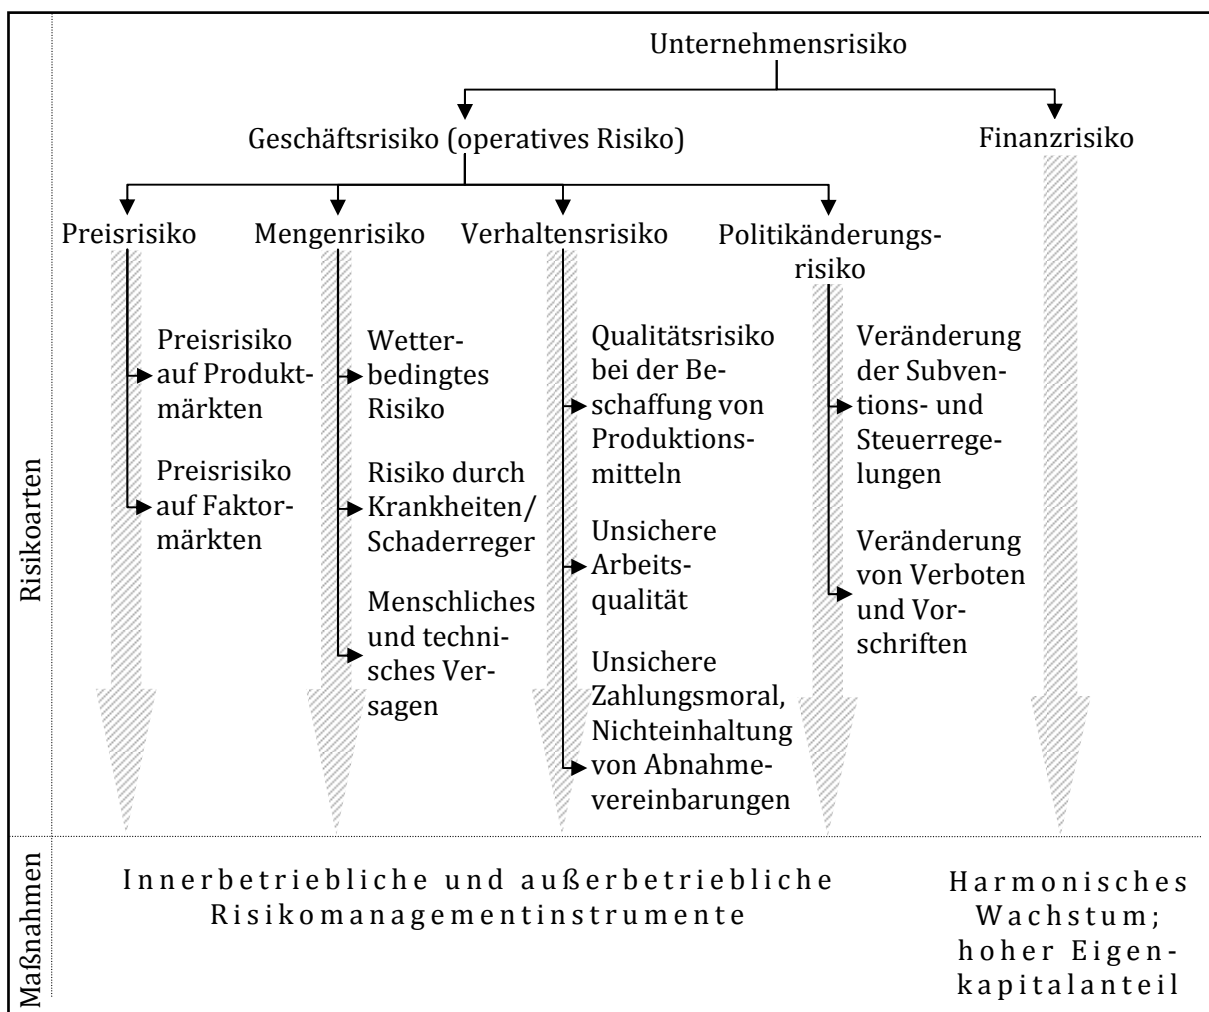 Unternehmensrisiko
Geschäftsrisiko (operatives Risiko)
Finanzrisiko
Preisrisiko
Mengenrisiko
Verhaltensrisiko
Politikänderungs-
risiko
Preisrisiko
auf Produkt-
märkten
Preisrisiko
auf Faktor-
märkten
Wetter-
bedingtes
Risiko
Risiko durch
Krankheiten/
Schaderreger
Menschliches
und techni-
sches Ver-
sagen
Qualitätsrisiko
bei der Be-
schaffung von
Produktions-
mitteln
Unsichere
Arbeits-
qualität
Unsichere
Zahlungsmoral,
Nichteinhaltung
von Abnahme-
vereinbarungen
Veränderung
der Subven-
tions- und
Steuerrege-
lungen
Veränderung
von Verboten
und Vor-
schriften
Risikoarten
Maßnahmen
Innerbetriebliche und außerbetriebliche
Risikomanagementinstrumente
Harmonisches
Wachstum;
hoher Eigen-
kapitalanteil